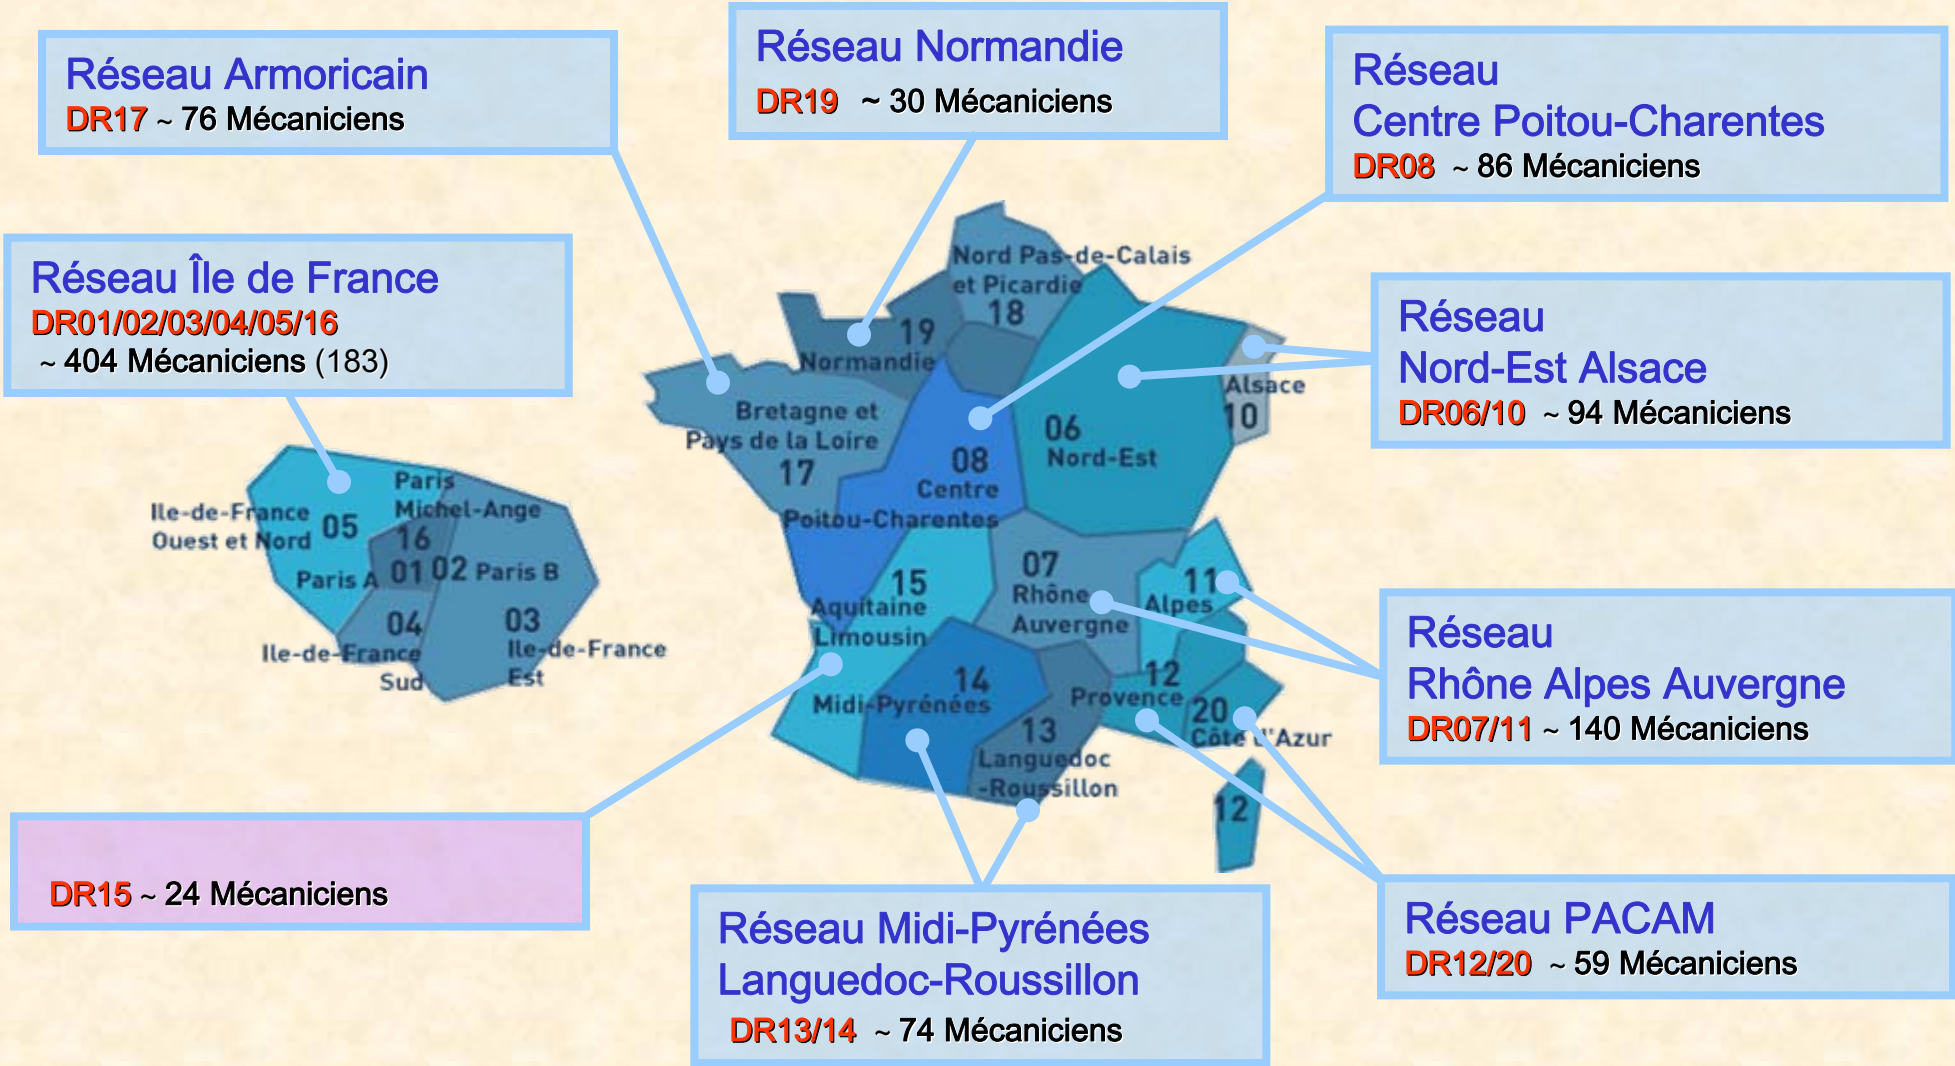 Réseau Armoricain
DR17 ~ 76 Mécaniciens
Réseau Normandie
DR19 ~ 30 Mécaniciens
Réseau
Centre Poitou-Charentes
DR08 ~ 86 Mécaniciens
Réseau Île de France
DR01/02/03/04/05/16
~ 404 Mécaniciens (183)
Réseau
Nord-Est Alsace
DR06/10 ~ 94 Mécaniciens
Nord Pas-de-Calais
et Picardie
18
19
Normandie
Alsace
10
Bretagne et
Pays de la Loire
17
06
Nord-Est
08
Centre
Poitou-Charentes
Paris
Michel-Ange
16
Ile-de-France
Ouest et Nord
05
Paris A
01
02
Paris B
04
Ile-de-France
Sud
03
Ile-de-France
Est
15
Aquitaine
Limousin
07
Rhône
Auvergne
11
Alpes
14
Midi-Pyrénées
12
Provence
20
Côte d'Azur
13
Languedoc
-Roussillon
12
Réseau
Rhône Alpes Auvergne
DR07/11 ~ 140 Mécaniciens
DR15 ~ 24 Mécaniciens
Réseau Midi-Pyrénées
Languedoc-Roussillon
DR13/14 ~ 74 Mécaniciens
Réseau PACAM
DR12/20 ~ 59 Mécaniciens